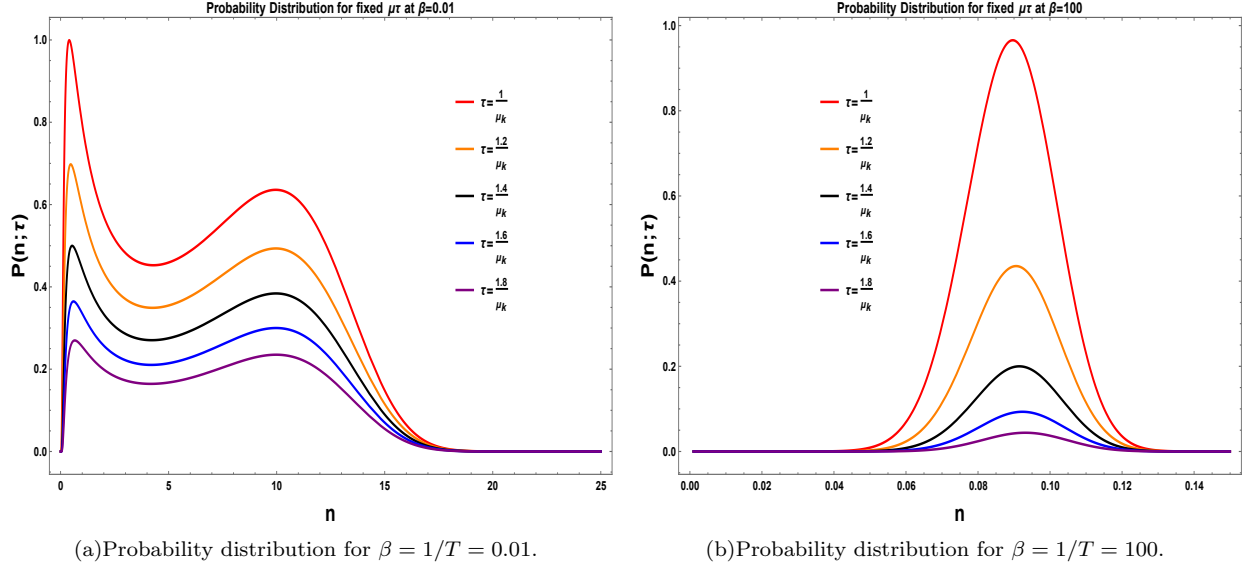 Probability Distribution for fixed μτ at β=0.01
P(n;τ)
1.0
0.8
0.6
0.4
0.2
0.0
τ=1/μk
τ=1.2/μk
τ=1.4/μk
τ=1.6/μk
τ=1.8/μk
0 5 10 15 20 25
n
(a)Probability distribution for β = 1/T = 0.01.
Probability Distribution for fixed μτ at β=100
P(n;τ)
1.0
0.8
0.6
0.4
0.2
0.0
τ=1/μk
τ=1.2/μk
τ=1.4/μk
τ=1.6/μk
τ=1.8/μk
0.00 0.02 0.04 0.06 0.08 0.10 0.12 0.14
n
(b)Probability distribution for β = 1/T = 100.